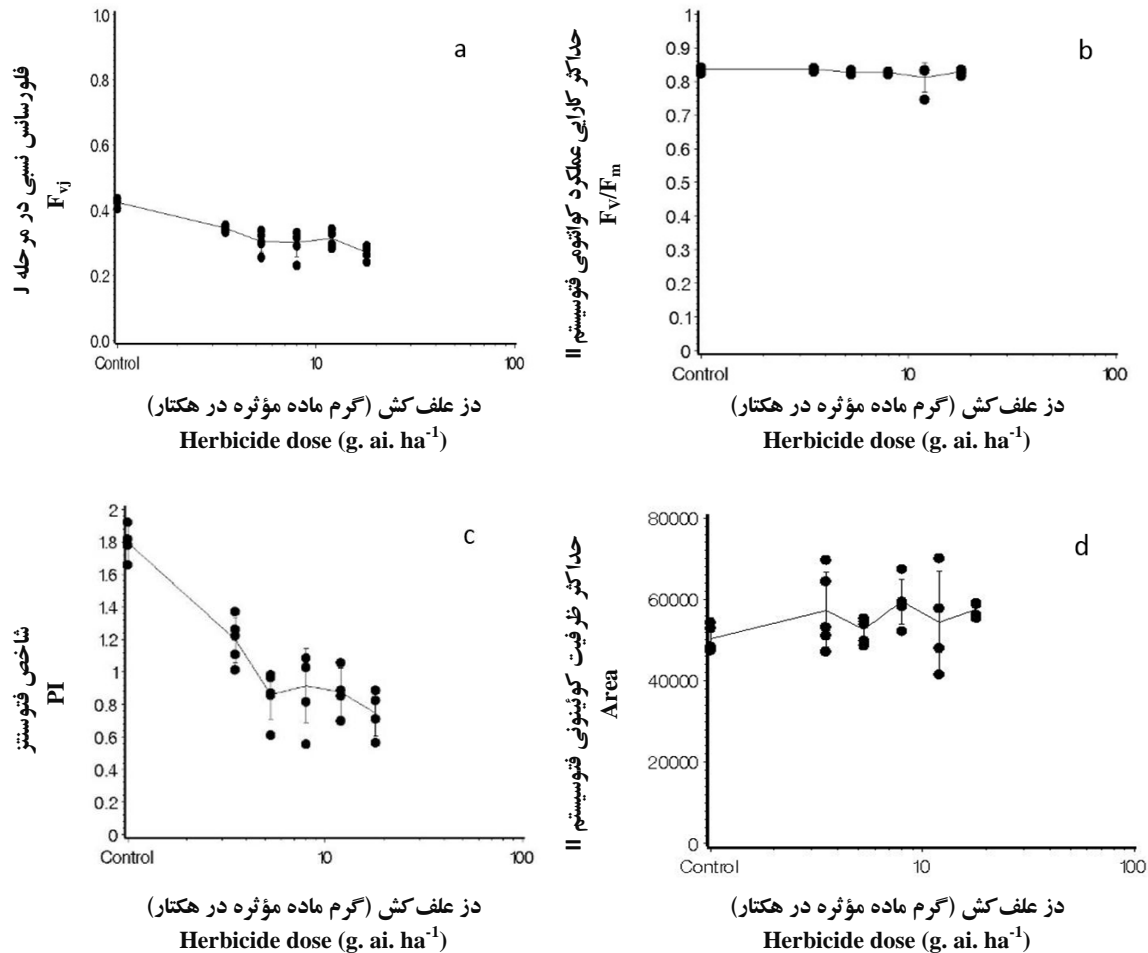 a
فلورسانس نسبی در مرحله J
Fvj
1.0
0.8
0.6
0.4
0.2
0.0
Control
10
100
دز علف‌کش (گرم ماده مؤثره در هکتار)
Herbicide dose (g. ai. ha⁻¹)
b
حداکثر کارایی عملکرد کوانتومی فتوسیستم II
FV/Fm
1
0.9
0.8
0.7
0.6
0.5
0.4
0.3
0.2
0.1
0
Control
10
100
دز علف‌کش (گرم ماده مؤثره در هکتار)
Herbicide dose (g. ai. ha⁻¹)
c
شاخص فتوسنتز
PI
2
1.8
1.6
1.4
1.2
1
0.8
0.6
0.4
0.2
0
Control
10
100
دز علف‌کش (گرم ماده مؤثره در هکتار)
Herbicide dose (g. ai. ha⁻¹)
d
حداکثر ظرفیت کوئینونی فتوسیستم II
Area
80000
60000
40000
20000
0
Control
10
100
دز علف‌کش (گرم ماده مؤثره در هکتار)
Herbicide dose (g. ai. ha⁻¹)